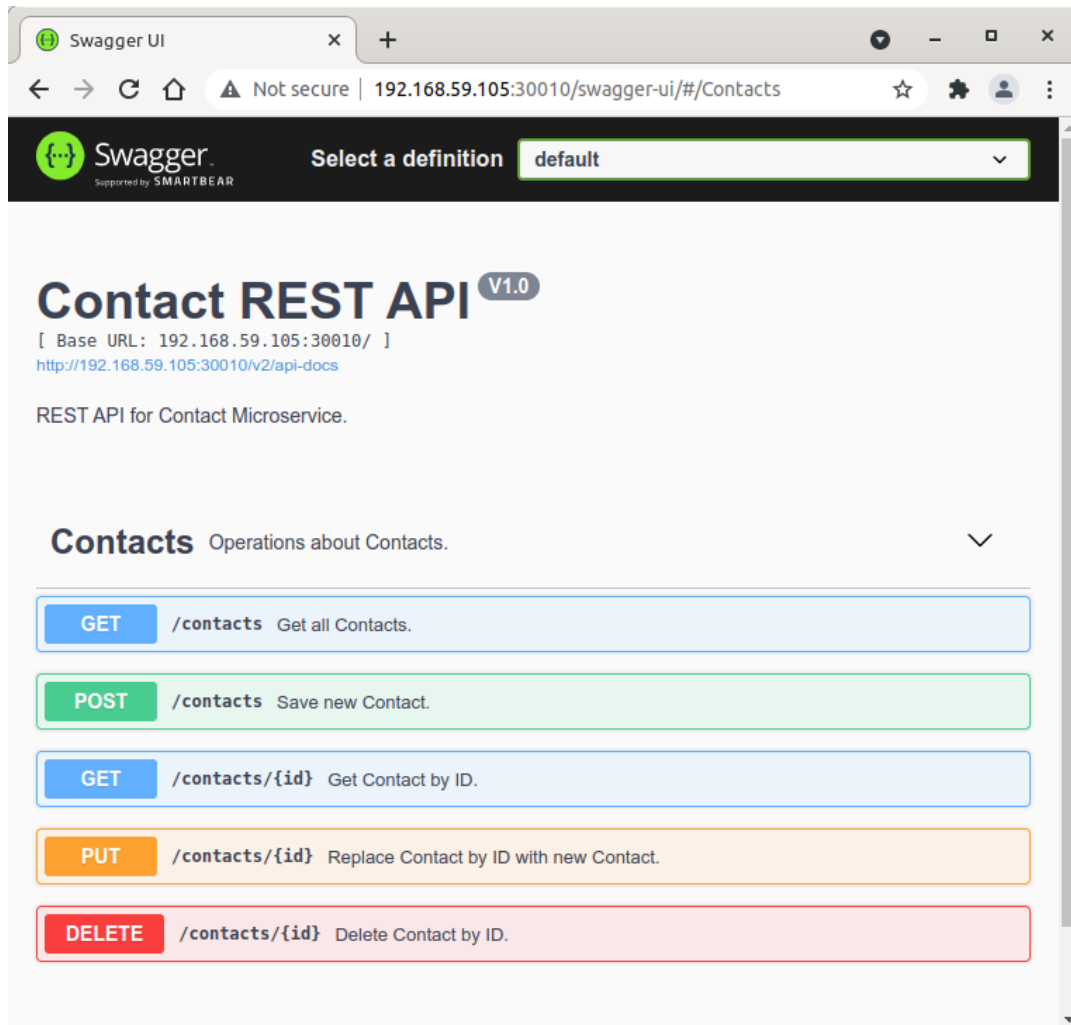 Swagger UI
Not secure | 192.168.59.105:30010/swagger-ui/#/Contacts
{···} Swagger. Select a definition default
Supported by SMARTBEAR
Contact REST API V1.0
[ Base URL: 192.168.59.105:30010/ ]
http://192.168.59.105:30010/v2/api-docs
REST API for Contact Microservice.
Contacts Operations about Contacts.
GET /contacts Get all Contacts.
POST /contacts Save new Contact.
GET /contacts/{id} Get Contact by ID.
PUT /contacts/{id} Replace Contact by ID with new Contact.
DELETE /contacts/{id} Delete Contact by ID.